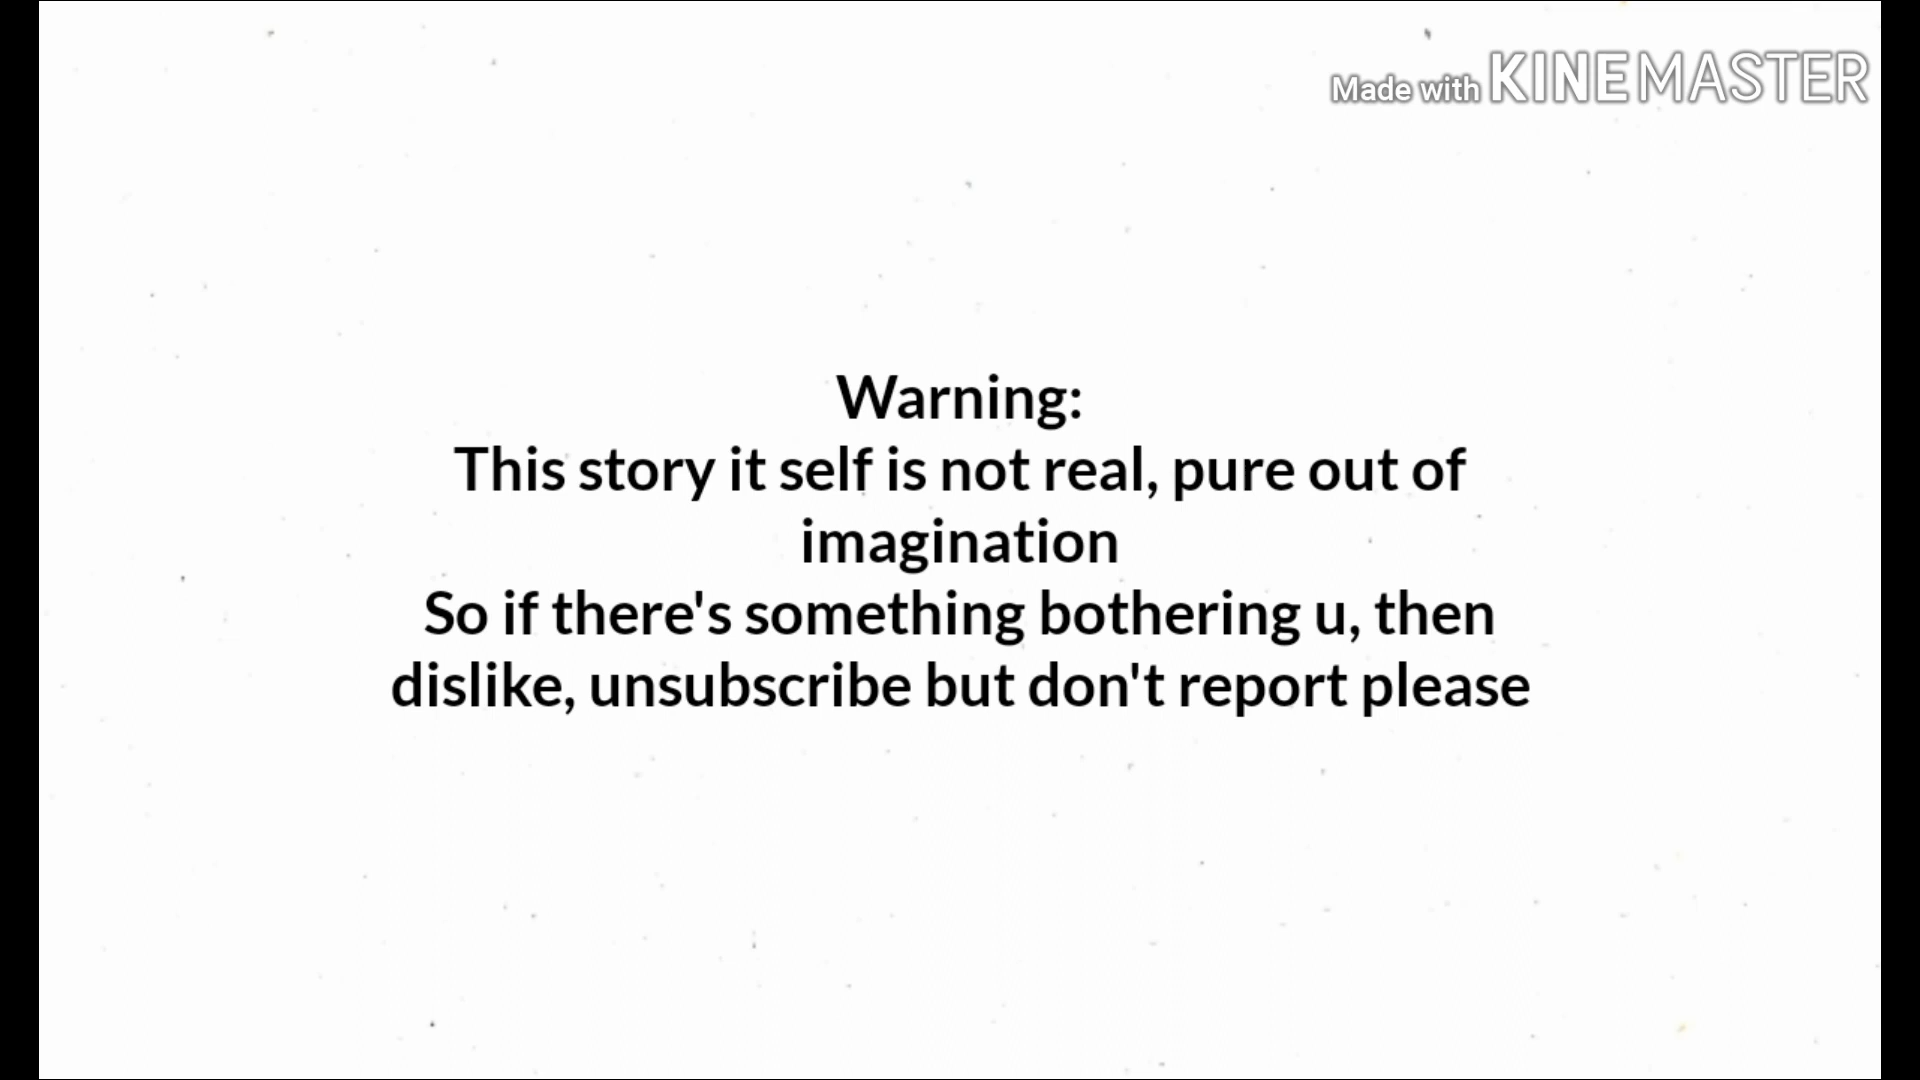 Made with KINEMASTER
Warning:
This story it self is not real, pure out of
imagination
So if there's something bothering u, then
dislike, unsubscribe but don't report please